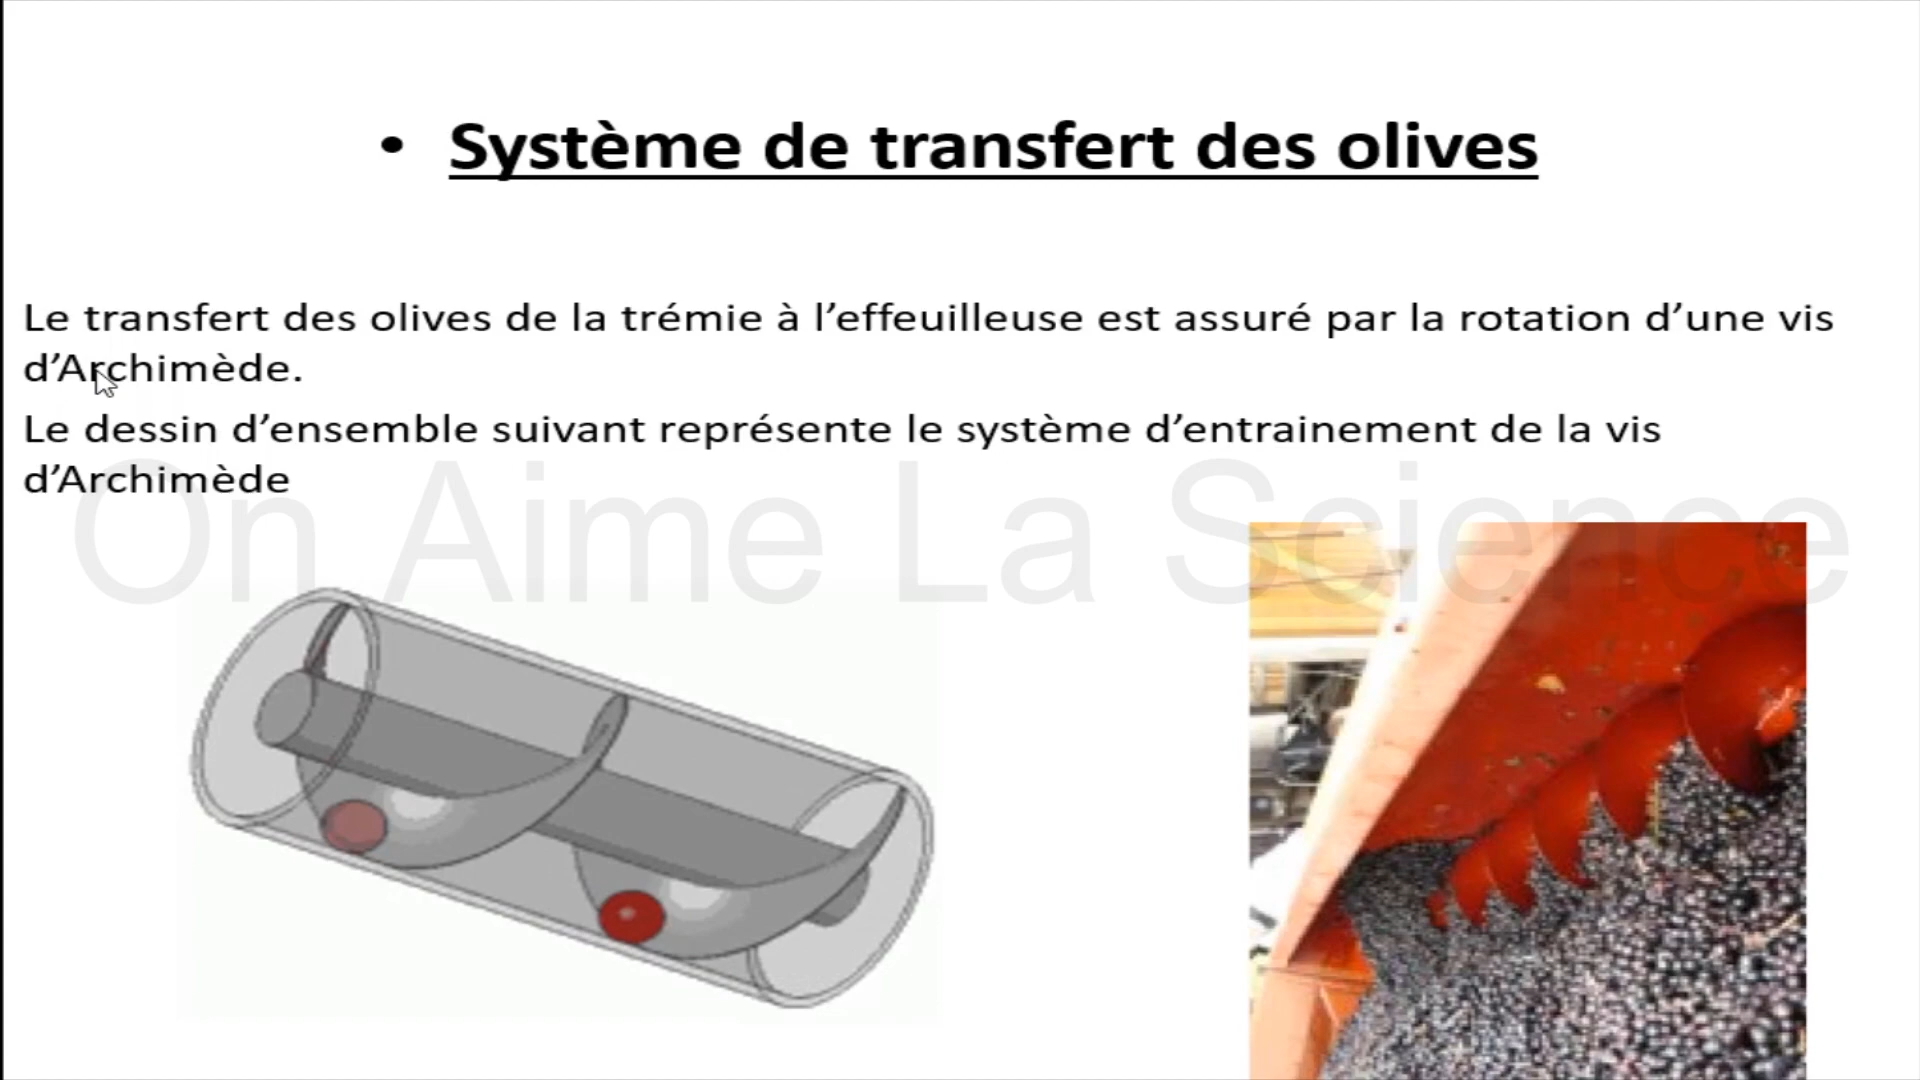 • Système de transfert des olives
Le transfert des olives de la trémie à l’effeuilleuse est assuré par la rotation d’une vis
d’Archimède.
Le dessin d’ensemble suivant représente le système d’entrainement de la vis
d’Archimède
On Aime La Science